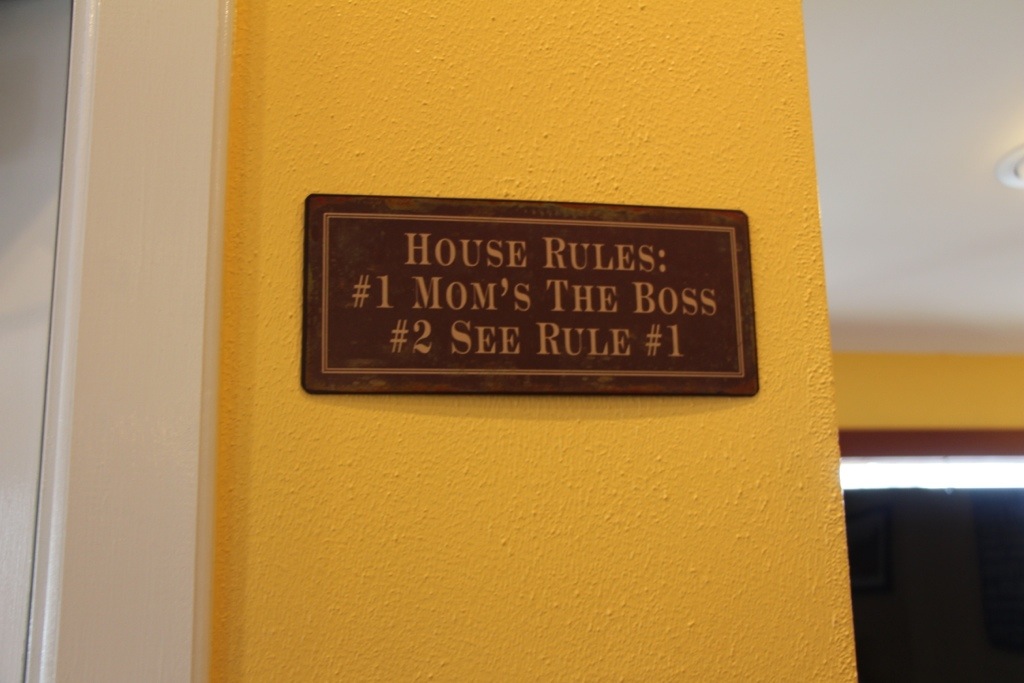 House Rules:
#1 Mom's The Boss
#2 See Rule #1